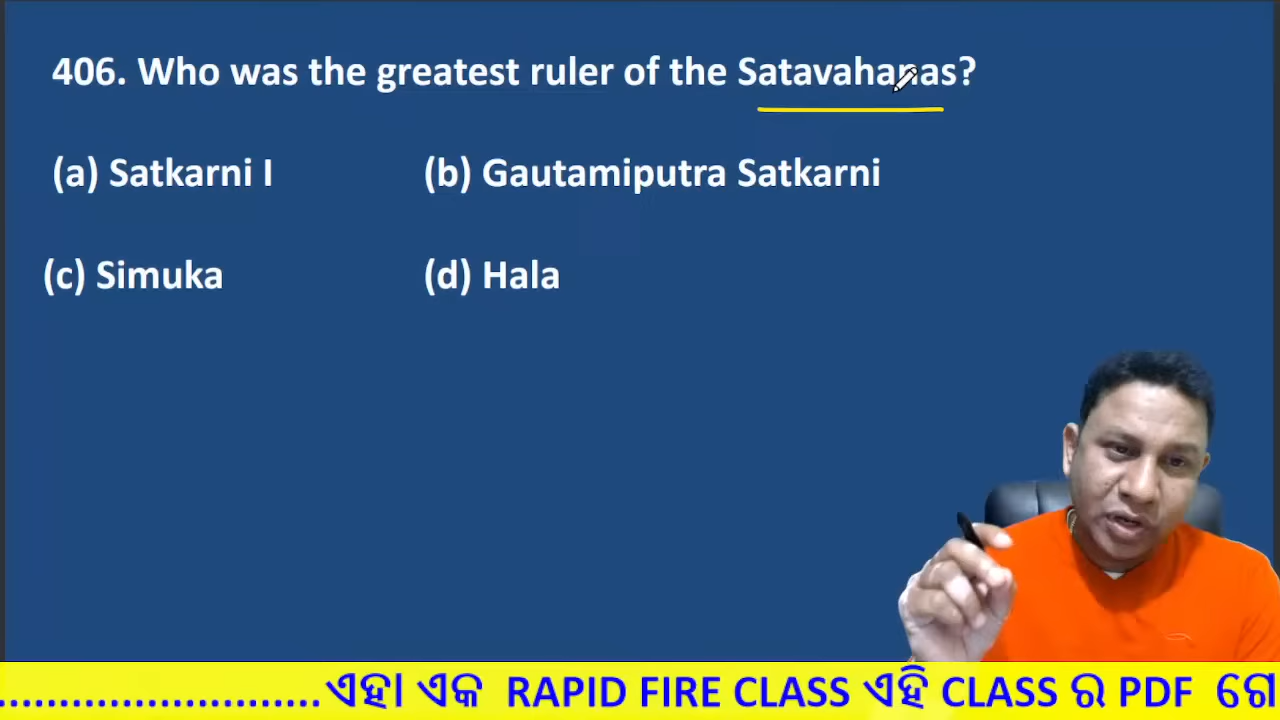 406. Who was the greatest ruler of the Satavahanas?
(a) Satkarni I (b) Gautamiputra Satkarni
(c) Simuka (d) Hala
.......................... ଏହା ଏକ RAPID FIRE CLASS ଏହି CLASS ର PDF ଗେ